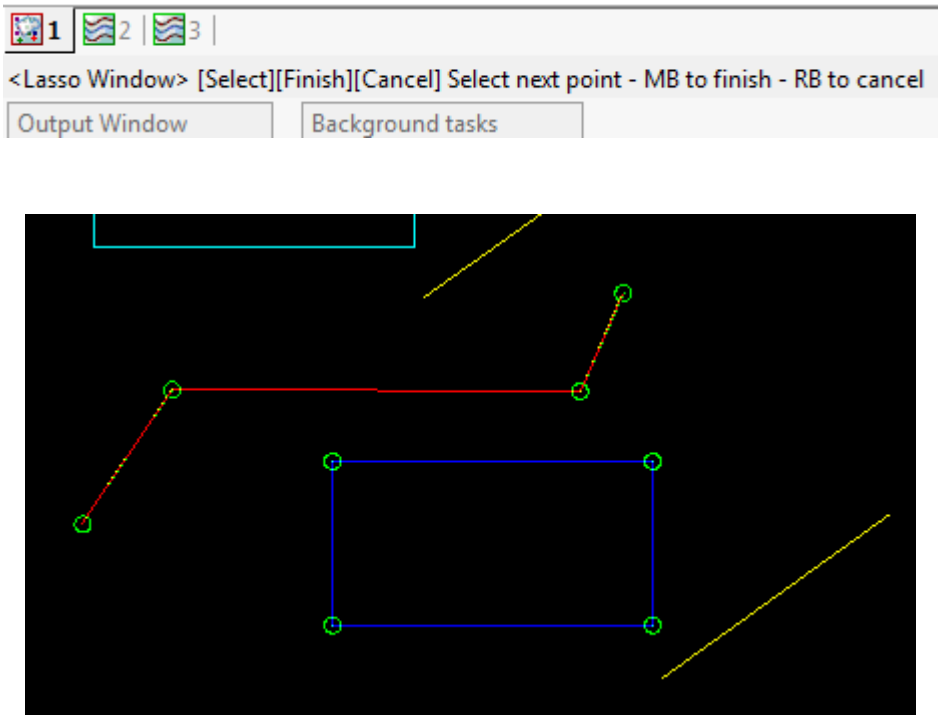 1 2 | 3 |
<Lasso Window> [Select][Finish][Cancel] Select next point - MB to finish - RB to cancel
Output Window Background tasks